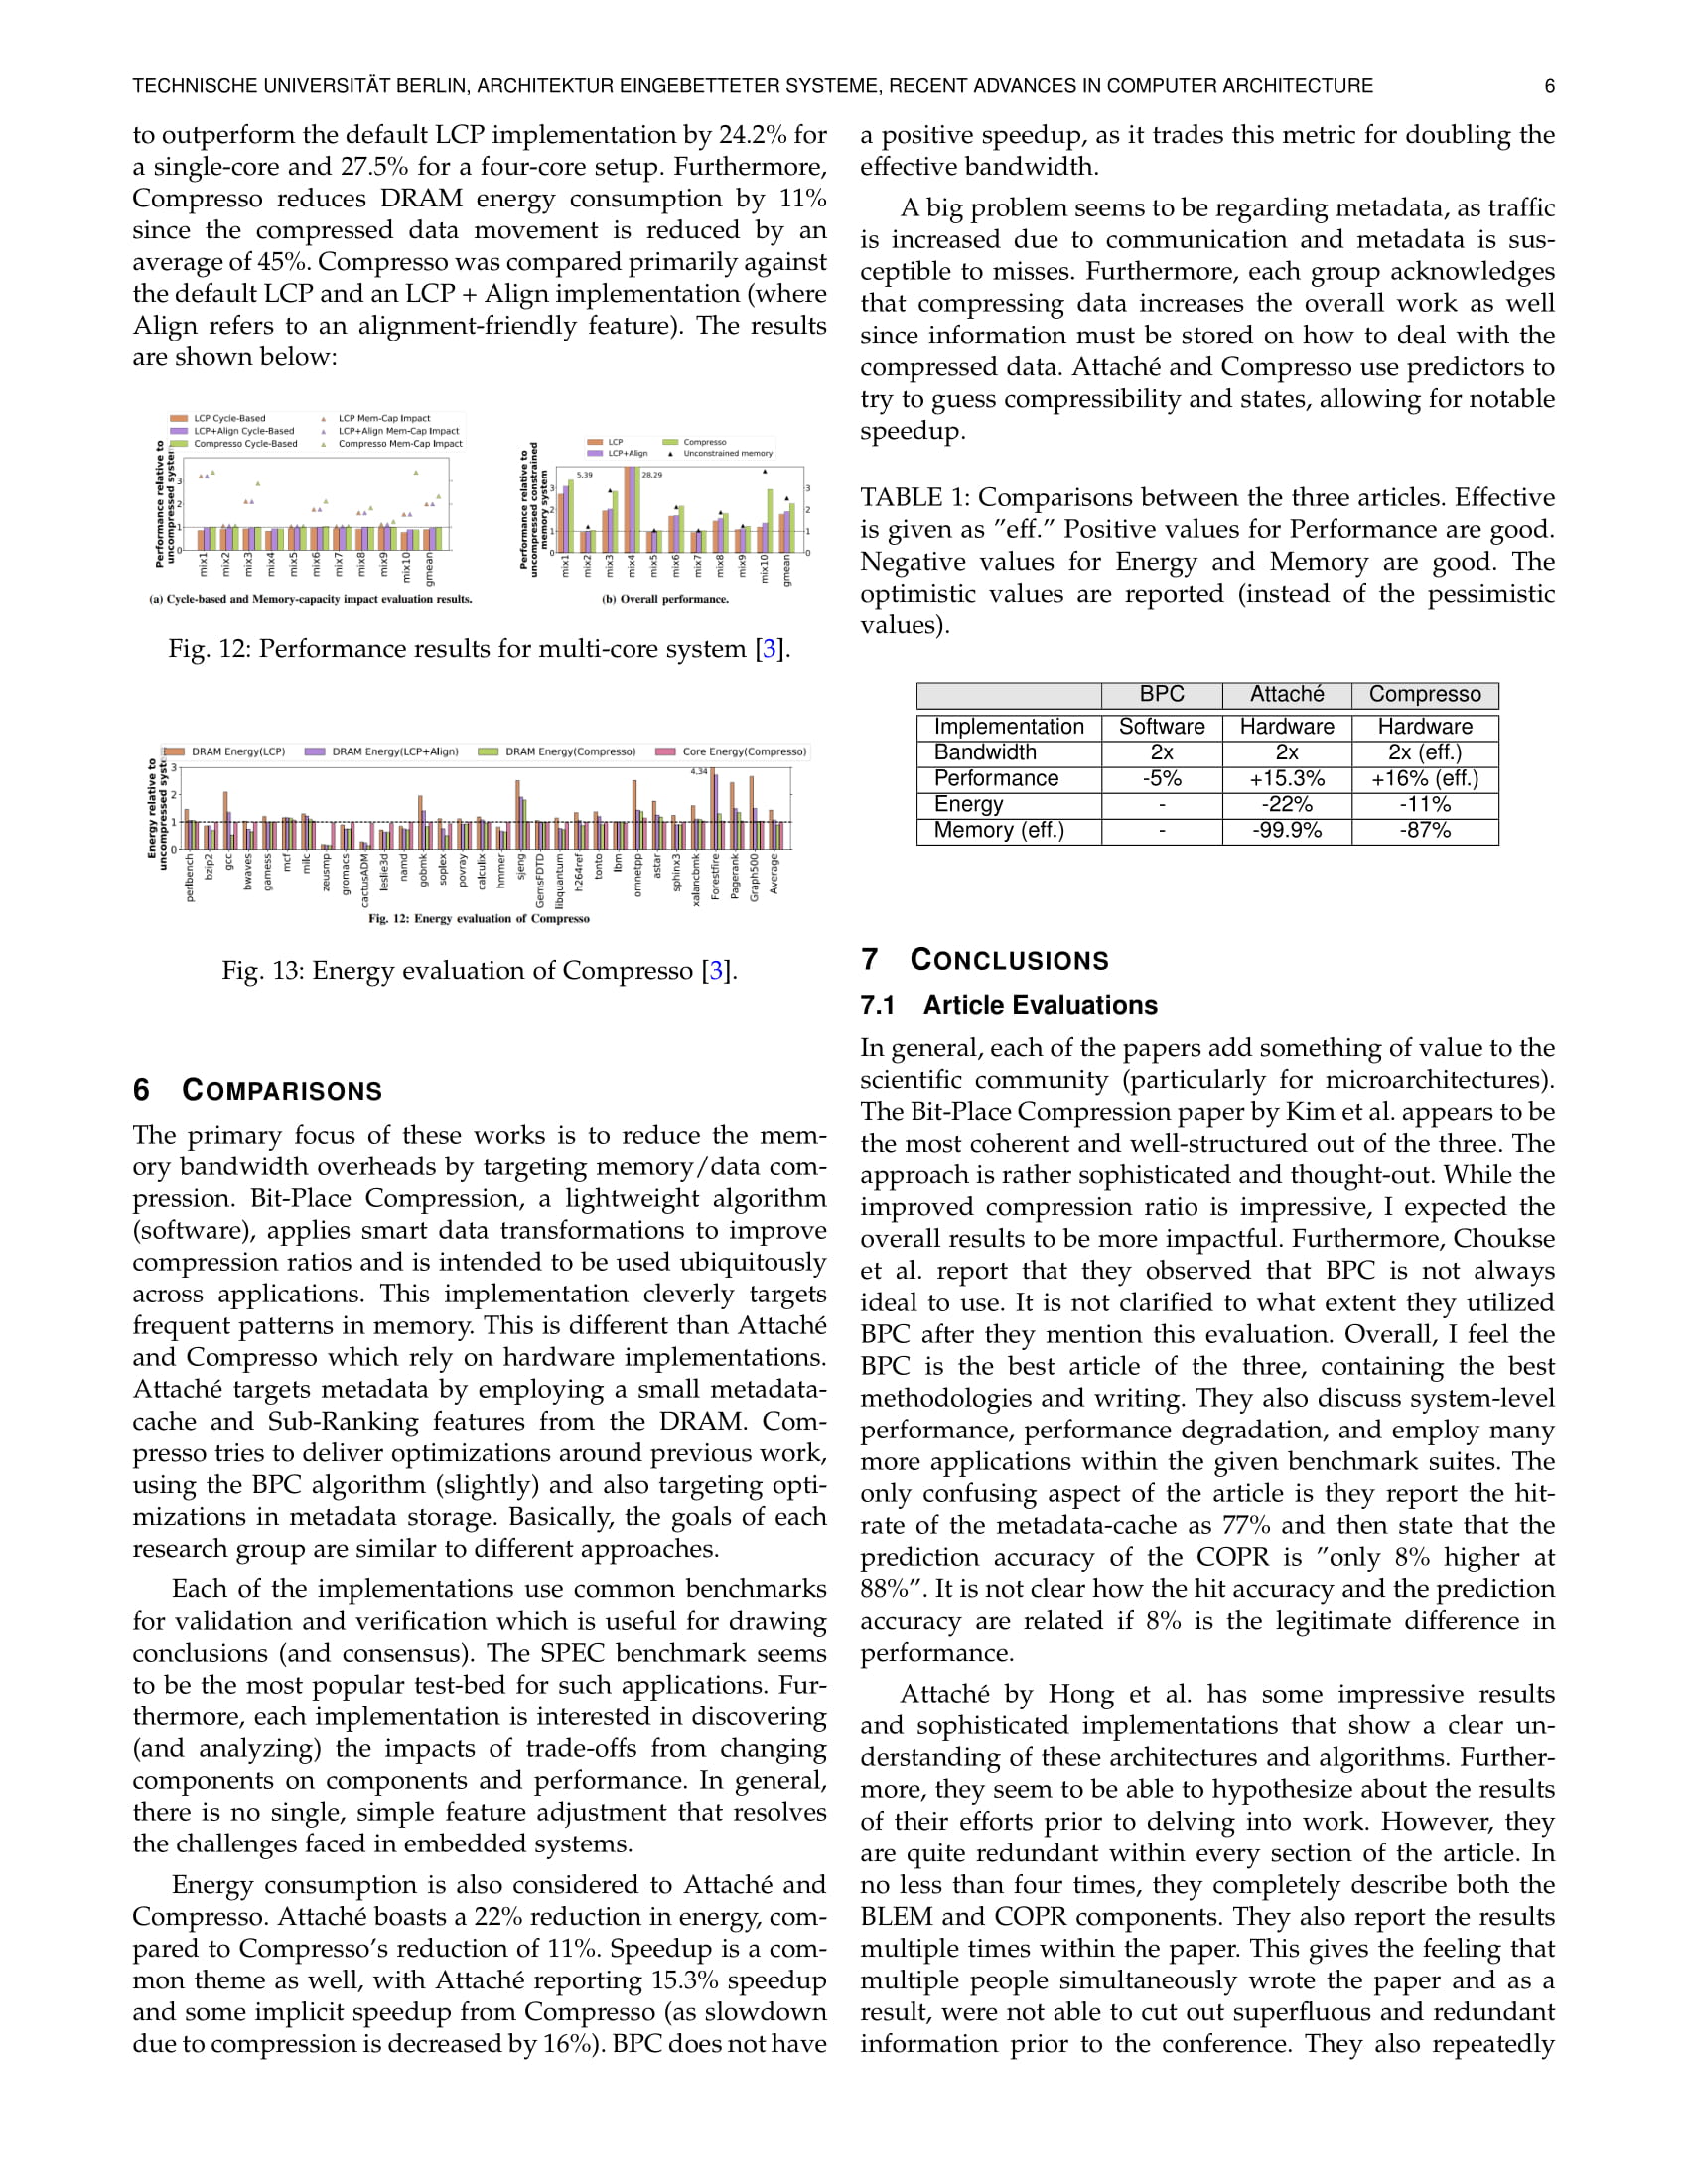 TECHNISCHE UNIVERSITÄT BERLIN, ARCHITEKTUR EINGEBETTETER SYSTEME, RECENT ADVANCES IN COMPUTER ARCHITECTURE 6
to outperform the default LCP implementation by 24.2% for
a single-core and 27.5% for a four-core setup. Furthermore,
Compresso reduces DRAM energy consumption by 11%
since the compressed data movement is reduced by an
average of 45%. Compresso was compared primarily against
the default LCP and an LCP + Align implementation (where
Align refers to an alignment-friendly feature). The results
are shown below:
LCP Cycle-Based
LCP+Align Cycle-Based
Compresso Cycle-Based
LCP Mem-Cap Impact
LCP+Align Mem-Cap Impact
Compresso Mem-Cap Impact
Performance relative to
uncompressed system
3
2
1
0
mix1
mix2
mix3
mix4
mix5
mix6
mix7
mix8
mix9
mix10
gmean
(a) Cycle-based and Memory-capacity impact evaluation results.
LCP
LCP+Align
Compresso
Unconstrained memory
Performance relative to
uncompressed constrained
memory system
5.39
28.29
3
2
1
0
3
2
1
0
mix1
mix2
mix3
mix4
mix5
mix6
mix7
mix8
mix9
mix10
gmean
(b) Overall performance.
Fig. 12: Performance results for multi-core system [3].
DRAM Energy(LCP)
DRAM Energy(LCP+Align)
DRAM Energy(Compresso)
Core Energy(Compresso)
Energy relative to
uncompressed syst
3
2
1
0
4.34
perlbench
bzip2
gcc
bwaves
gamess
mcf
milc
zeusmp
gromacs
cactusADM
leslie3d
namd
gobmk
soplex
povray
calculix
hmmer
sjeng
GemsFDTD
libquantum
h264ref
tonto
lbm
omnetpp
astar
sphinx3
xalancbmk
Forestfire
Pagerank
Graph500
Average
Fig. 12: Energy evaluation of Compresso
Fig. 13: Energy evaluation of Compresso [3].
6 COMPARISONS
The primary focus of these works is to reduce the mem-
ory bandwidth overheads by targeting memory/data com-
pression. Bit-Place Compression, a lightweight algorithm
(software), applies smart data transformations to improve
compression ratios and is intended to be used ubiquitously
across applications. This implementation cleverly targets
frequent patterns in memory. This is different than Attaché
and Compresso which rely on hardware implementations.
Attaché targets metadata by employing a small metadata-
cache and Sub-Ranking features from the DRAM. Com-
presso tries to deliver optimizations around previous work,
using the BPC algorithm (slightly) and also targeting opti-
mizations in metadata storage. Basically, the goals of each
research group are similar to different approaches.
Each of the implementations use common benchmarks
for validation and verification which is useful for drawing
conclusions (and consensus). The SPEC benchmark seems
to be the most popular test-bed for such applications. Fur-
thermore, each implementation is interested in discovering
(and analyzing) the impacts of trade-offs from changing
components on components and performance. In general,
there is no single, simple feature adjustment that resolves
the challenges faced in embedded systems.
Energy consumption is also considered to Attaché and
Compresso. Attaché boasts a 22% reduction in energy, com-
pared to Compresso's reduction of 11%. Speedup is a com-
mon theme as well, with Attaché reporting 15.3% speedup
and some implicit speedup from Compresso (as slowdown
due to compression is decreased by 16%). BPC does not have
a positive speedup, as it trades this metric for doubling the
effective bandwidth.
A big problem seems to be regarding metadata, as traffic
is increased due to communication and metadata is sus-
ceptible to misses. Furthermore, each group acknowledges
that compressing data increases the overall work as well
since information must be stored on how to deal with the
compressed data. Attaché and Compresso use predictors to
try to guess compressibility and states, allowing for notable
speedup.
TABLE 1: Comparisons between the three articles. Effective
is given as ”eff.” Positive values for Performance are good.
Negative values for Energy and Memory are good. The
optimistic values are reported (instead of the pessimistic
values).
BPC Attaché Compresso
Implementation Software Hardware Hardware
Bandwidth 2x 2x 2x (eff.)
Performance -5% +15.3% +16% (eff.)
Energy - -22% -11%
Memory (eff.) - -99.9% -87%
7 CONCLUSIONS
7.1 Article Evaluations
In general, each of the papers add something of value to the
scientific community (particularly for microarchitectures).
The Bit-Place Compression paper by Kim et al. appears to be
the most coherent and well-structured out of the three. The
approach is rather sophisticated and thought-out. While the
improved compression ratio is impressive, I expected the
overall results to be more impactful. Furthermore, Choukse
et al. report that they observed that BPC is not always
ideal to use. It is not clarified to what extent they utilized
BPC after they mention this evaluation. Overall, I feel the
BPC is the best article of the three, containing the best
methodologies and writing. They also discuss system-level
performance, performance degradation, and employ many
more applications within the given benchmark suites. The
only confusing aspect of the article is they report the hit-
rate of the metadata-cache as 77% and then state that the
prediction accuracy of the COPR is ”only 8% higher at
88%”. It is not clear how the hit accuracy and the prediction
accuracy are related if 8% is the legitimate difference in
performance.
Attaché by Hong et al. has some impressive results
and sophisticated implementations that show a clear un-
derstanding of these architectures and algorithms. Further-
more, they seem to be able to hypothesize about the results
of their efforts prior to delving into work. However, they
are quite redundant within every section of the article. In
no less than four times, they completely describe both the
BLEM and COPR components. They also report the results
multiple times within the paper. This gives the feeling that
multiple people simultaneously wrote the paper and as a
result, were not able to cut out superfluous and redundant
information prior to the conference. They also repeatedly